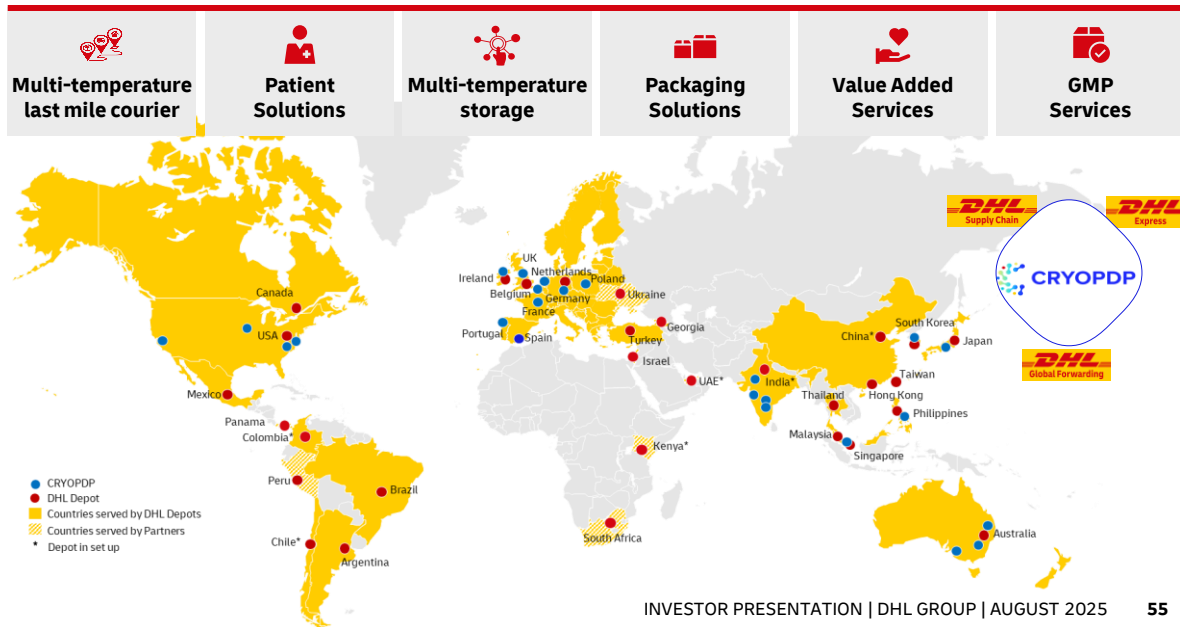 Multi-temperature
last mile courier
Patient
Solutions
Multi-temperature
storage
Packaging
Solutions
Value Added
Services
GMP
Services
DHL
Supply Chain
DHL
Express
CRYOPDP
DHL
Global Forwarding
Canada
USA
Mexico
Panama
Colombia*
Peru
Brazil
Chile*
Argentina
UK
Ireland
Netherlands
Poland
Belgium
Germany
Ukraine
France
Portugal
Spain
Georgia
Turkey
Israel
UAE*
Kenya*
South Africa
China*
South Korea
Japan
India*
Taiwan
Thailand
Hong Kong
Philippines
Malaysia
Singapore
Australia
CRYOPDP
DHL Depot
Countries served by DHL Depots
Countries served by Partners
* Depot in set up
INVESTOR PRESENTATION | DHL GROUP | AUGUST 2025 55